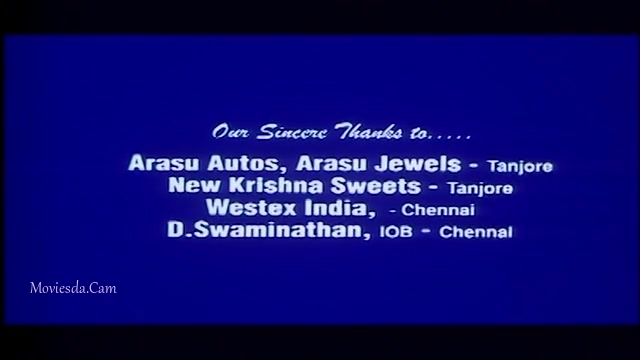 Our Sincere Thanks to.....
Arasu Autos, Arasu Jewels - Tanjore
New Krishna Sweets - Tanjore
Westex India, - Chennai
D.Swaminathan, IOB - Chennai
Moviesda.Cam